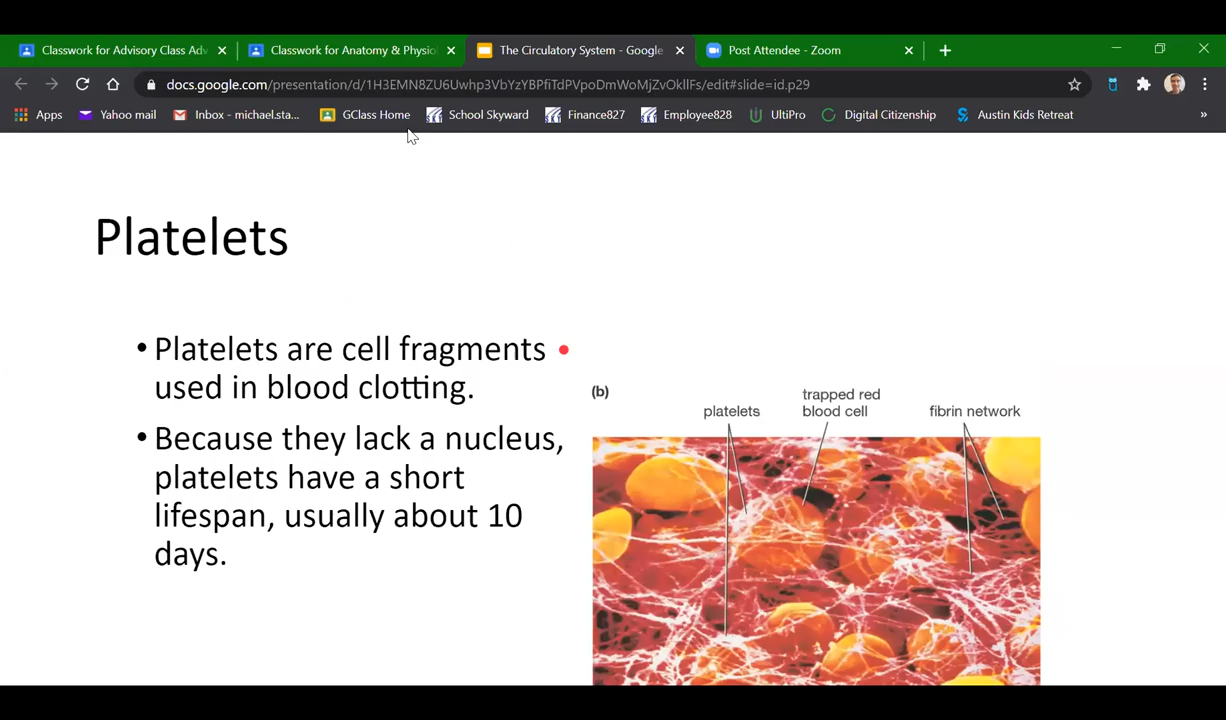 Classwork for Advisory Class Adv
Classwork for Anatomy & Physio
The Circulatory System - Google
Post Attendee - Zoom
docs.google.com/presentation/d/1H3EMN8ZU6Uwhp3VbYzYBPfiTdPVpoDmWoMjZvOkllFs/edit#slide=id.p29
Apps
Yahoo mail
Inbox - michael.sta...
GClass Home
School Skyward
Finance827
Employee828
UltiPro
Digital Citizenship
Austin Kids Retreat
»
Platelets
• Platelets are cell fragments
used in blood clotting.
• Because they lack a nucleus,
platelets have a short
lifespan, usually about 10
days.
(b)
platelets
trapped red
blood cell
fibrin network